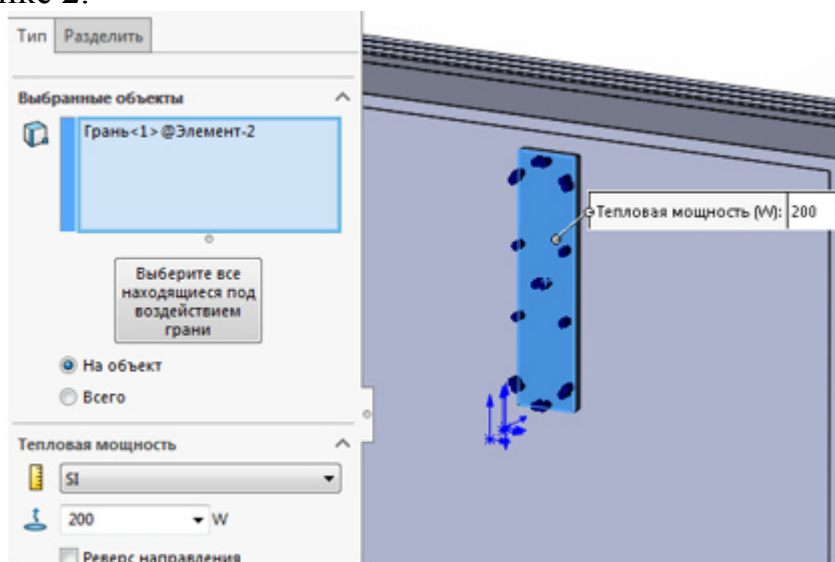 2.
Тип Разделить
Выбранные объекты
Грань<1>@Элемент-2
Выберите все
находящиеся под
воздействием
грани
На объект
Всего
Тепловая мощность (W): 200
Тепловая мощность
SI
200 W
Реверс направления